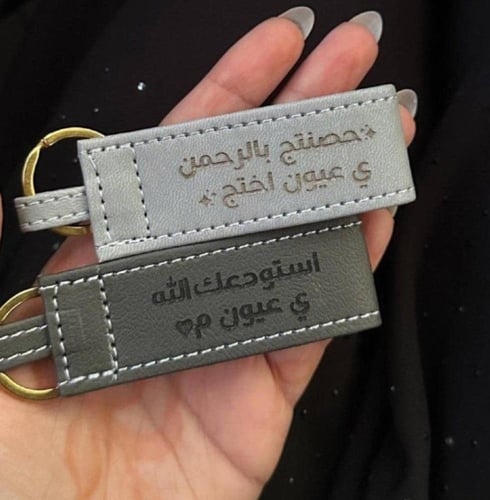 حصنتج بالرحمن
ي عيون اختج
استودعك الله
ي عيون م